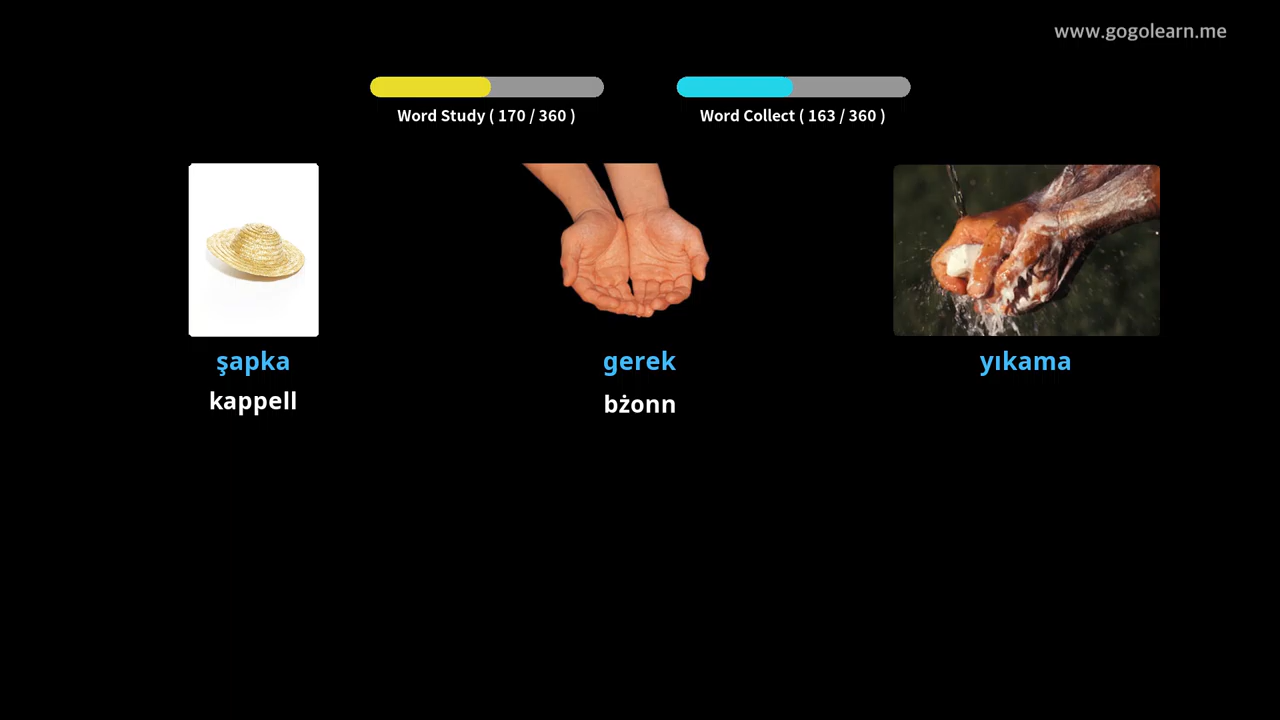 www.gogolearn.me
Word Study ( 170 / 360 )
Word Collect ( 163 / 360 )
şapka
gerek
yıkama
kappell
bżonn